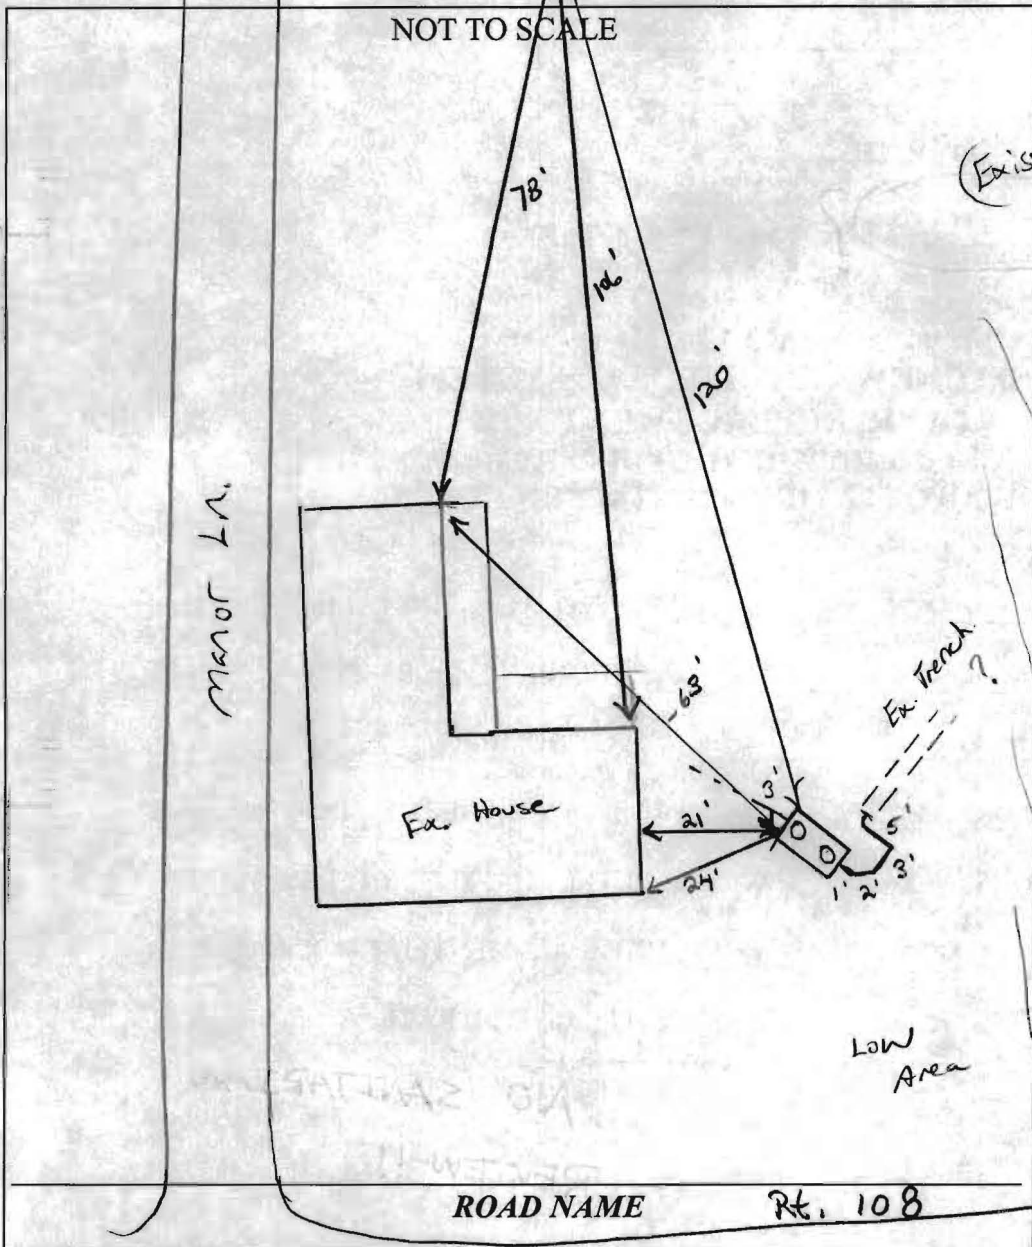 NOT TO SCALE
(Exis
78'
106'
120'
Manor Ln.
Ex. Trench
?
63'
3'
Ex. House
21'
5'
24'
3'
1'
2'
Low
Area
ROAD NAME
Rt. 108